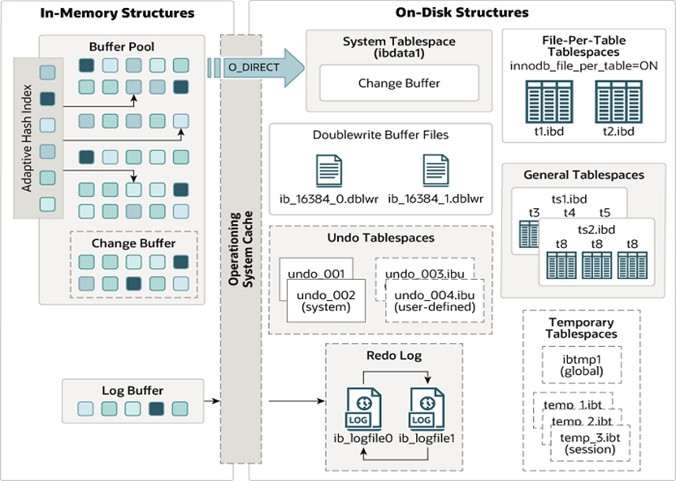 In-Memory Structures
On-Disk Structures
Buffer Pool
Adaptive Hash Index
Change Buffer
Log Buffer
Operationing
System Cache
O_DIRECT
System Tablespace
(ibdata1)
Change Buffer
Doublewrite Buffer Files
ib_16384_0.dblwr
ib_16384_1.dblwr
Undo Tablespaces
undo_001
undo_002
(system)
undo_003.ibu
undo_004.ibu
(user-defined)
Redo Log
LOG
LOG
ib_logfile0
ib_logfile1
File-Per-Table
Tablespaces
innodb_file_per_table=ON
t1.ibd
t2.ibd
General Tablespaces
ts1.ibd
t3 t4 t5
ts2.ibd
t8 t8 t8
Temporary
Tablespaces
ibtmp1
(global)
temp_1.ibt
temp_2.ibt
temp_3.ibt
(session)